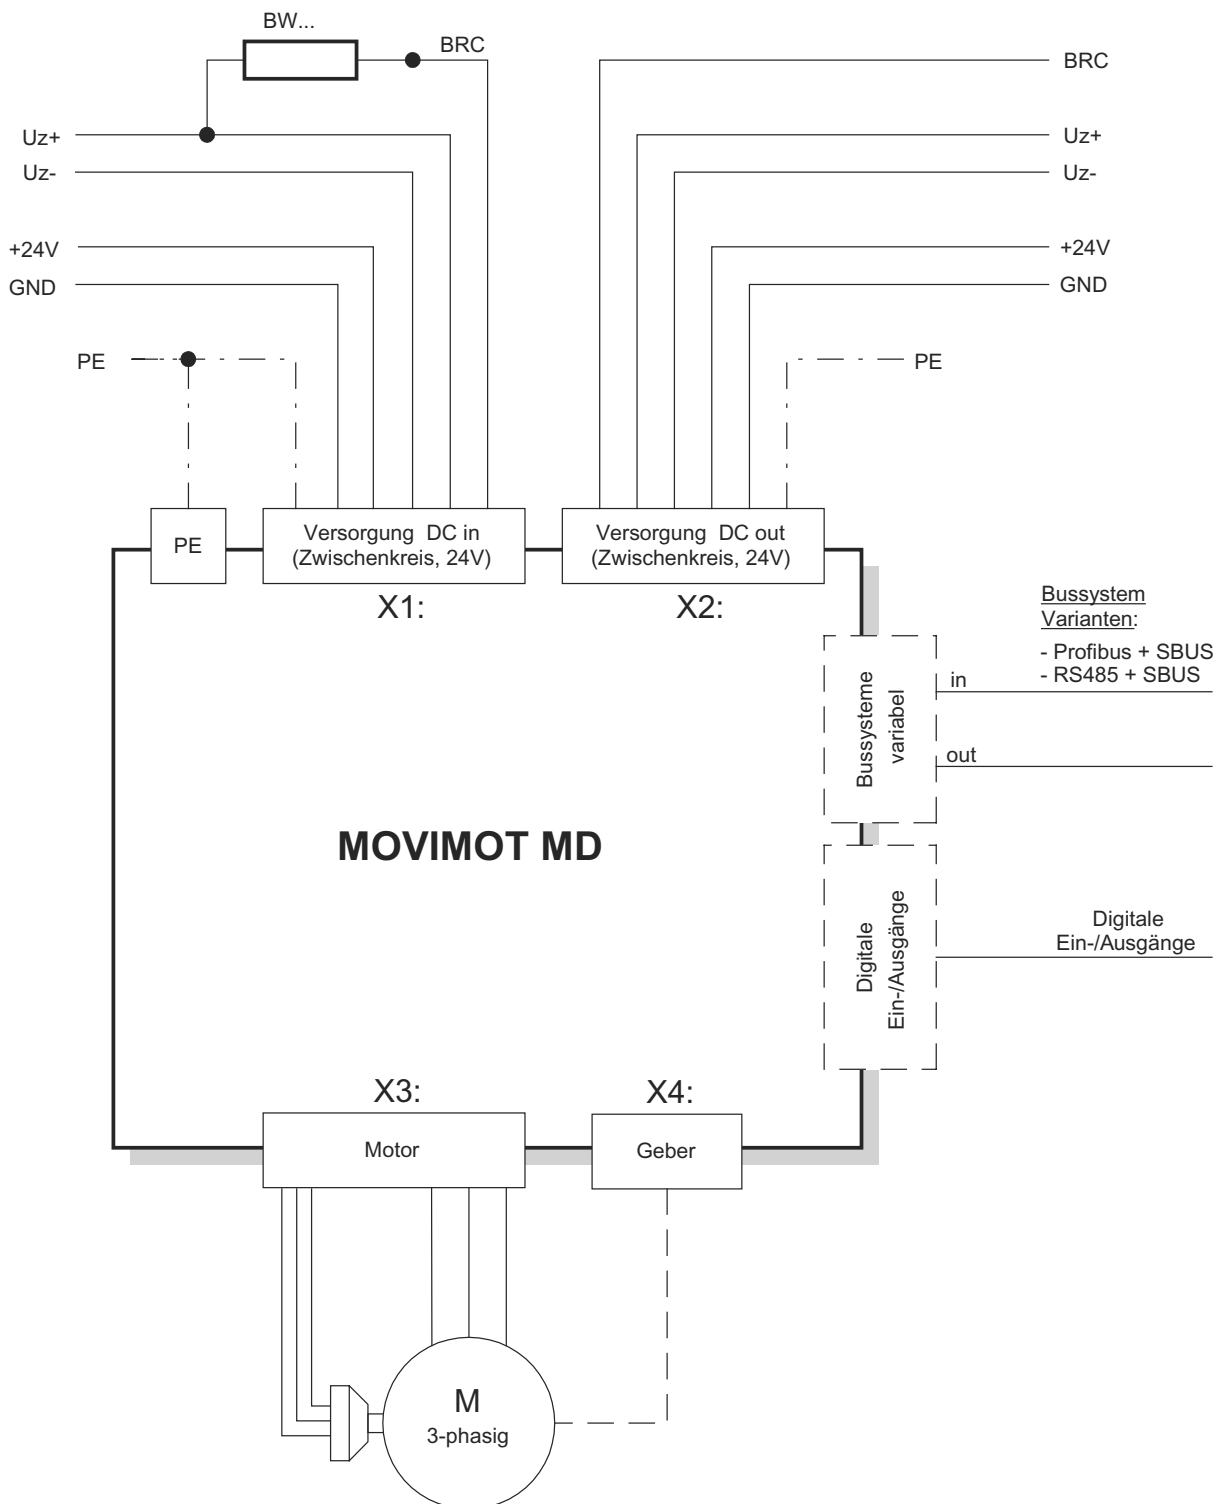 BW...
BRC
BRC
Uz+
Uz+
Uz-
Uz-
+24V
+24V
GND
GND
PE
PE
PE
Versorgung DC in
(Zwischenkreis, 24V)
Versorgung DC out
(Zwischenkreis, 24V)
X1:
X2:
Bussystem
Varianten:
- Profibus + SBUS
- RS485 + SBUS
in
out
Bussysteme
variabel
MOVIMOT MD
Digitale
Ein-/Ausgänge
Digitale
Ein-/Ausgänge
X3:
X4:
Motor
Geber
M
3-phasig